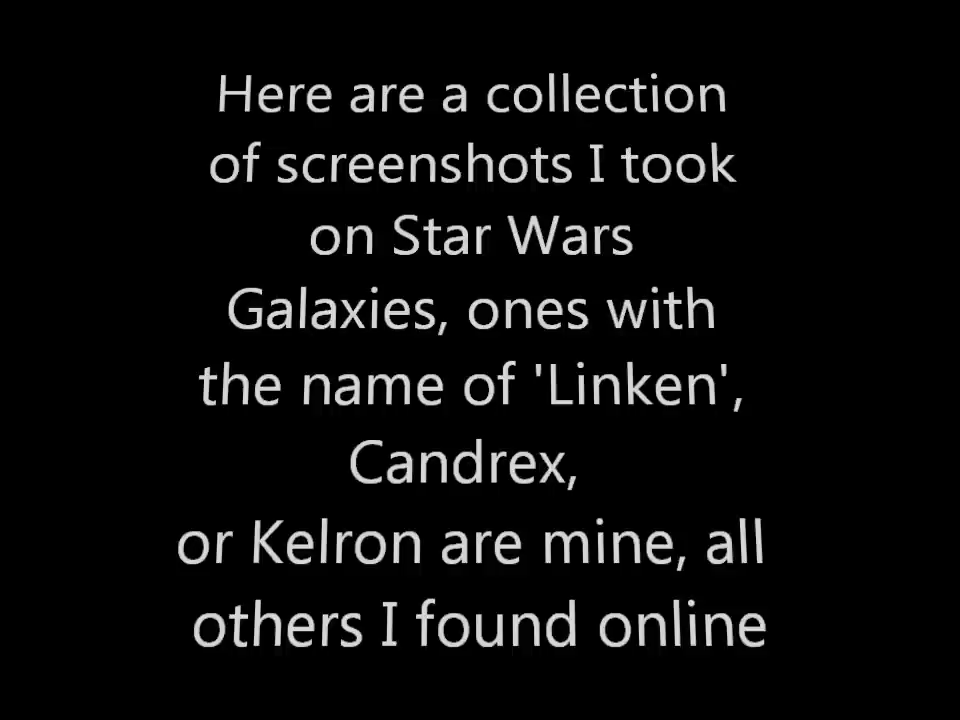 Here are a collection
of screenshots I took
on Star Wars
Galaxies, ones with
the name of 'Linken',
Candrex,
or Kelron are mine, all
others I found online